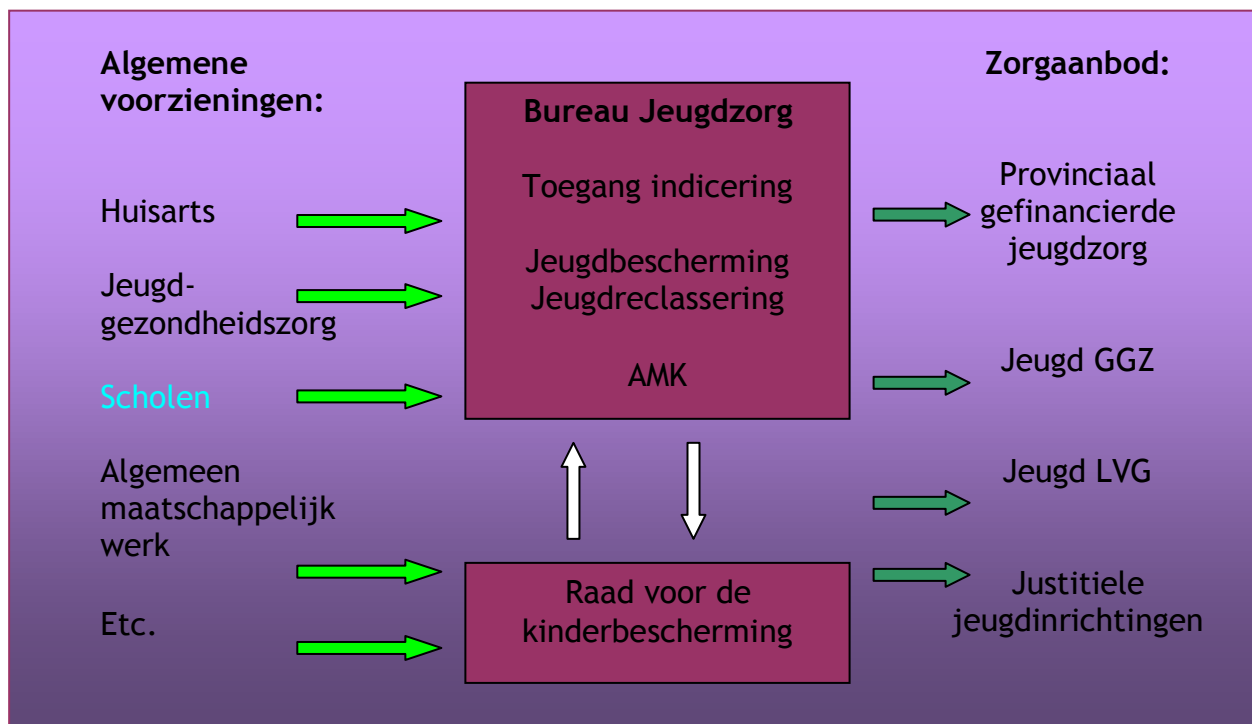 Algemene
voorzieningen:
Huisarts
Jeugd-
gezondheidszorg
Scholen
Algemeen
maatschappelijk
werk
Etc.
Bureau Jeugdzorg
Toegang indicering
Jeugdbescherming
Jeugdreclassering
AMK
Raad voor de
kinderbescherming
Zorgaanbod:
Provinciaal
gefinancierde
jeugdzorg
Jeugd GGZ
Jeugd LVG
Justitiele
jeugdinrichtingen